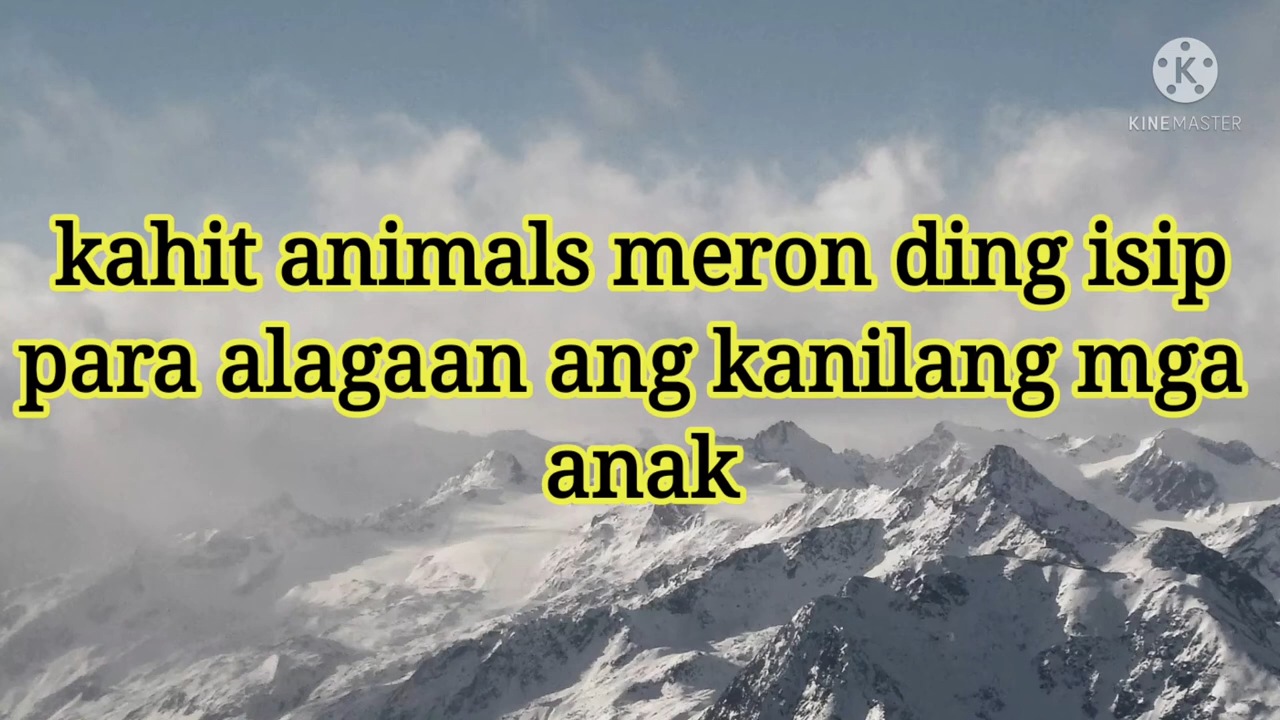 KINEMASTER
kahit animals meron ding isip
para alagaan ang kanilang mga
anak